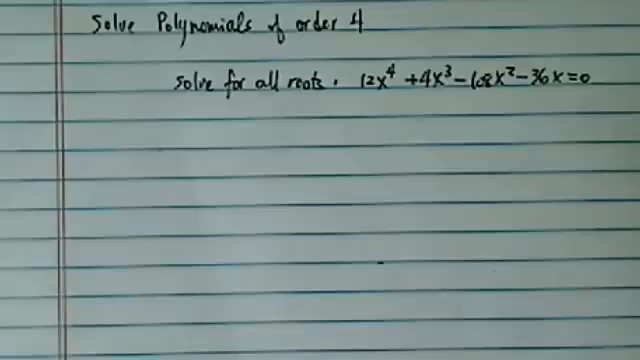 Solve Polynomials of order 4
Solve for all roots. 12x⁴ + 4x³ - 108x² - 36x = 0